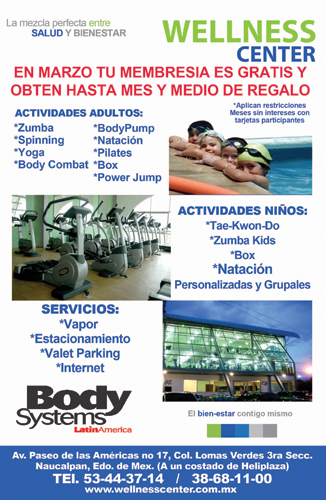 La mezcla perfecta entre
SALUD Y BIENESTAR
WELLNESS
CENTER
EN MARZO TU MEMBRESIA ES GRATIS Y
OBTEN HASTA MES Y MEDIO DE REGALO
*Aplican restricciones
Meses sin intereses con
tarjetas participantes
ACTIVIDADES ADULTOS:
*Zumba
*Spinning
*Yoga
*Body Combat
*BodyPump
*Natación
*Pilates
*Box
*Power Jump
ACTIVIDADES NIÑOS:
*Tae-Kwon-Do
*Zumba Kids
*Box
*Natación
Personalizadas y Grupales
SERVICIOS:
*Vapor
*Estacionamiento
*Valet Parking
*Internet
Body
Systems
LatinAmerica
El bien-estar contigo mismo
Av. Paseo de las Américas no 17, Col. Lomas Verdes 3ra Secc.
Naucalpan, Edo. de Mex. (A un costado de Heliplaza)
TEL. 53-44-37-14 / 38-68-11-00
www.wellnesscenter.com.mx